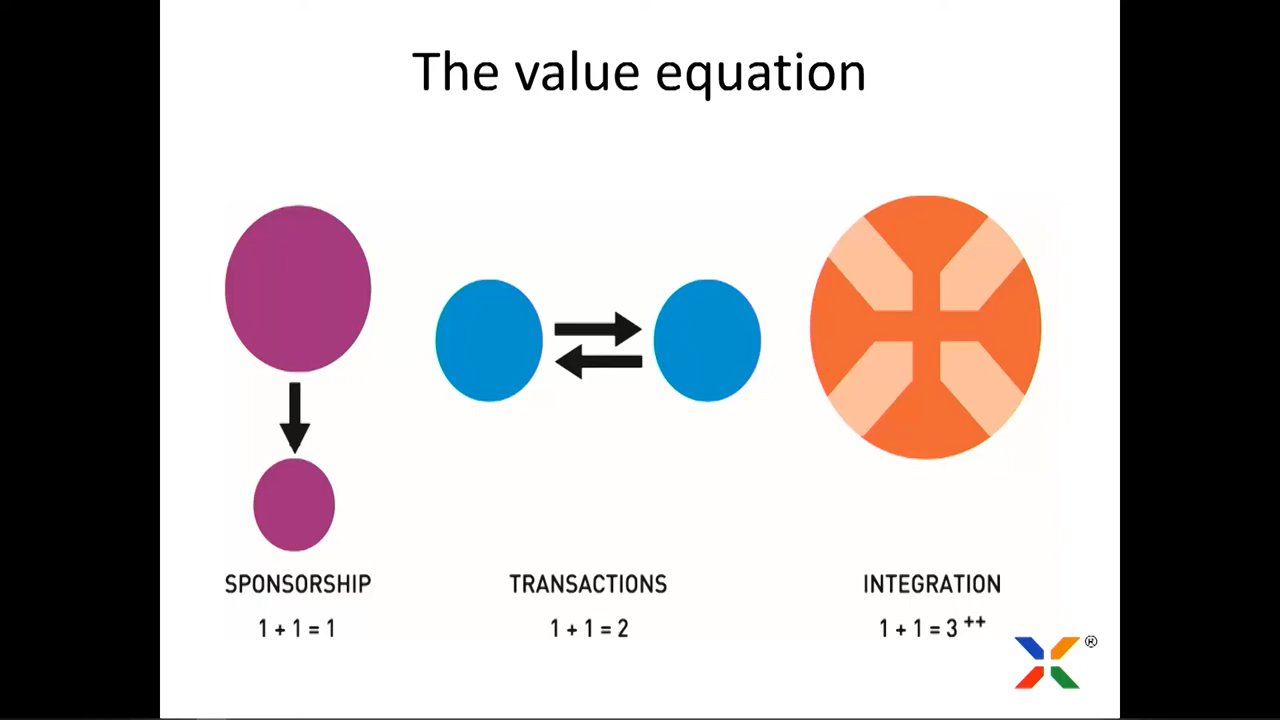 The value equation
SPONSORSHIP
1 + 1 = 1
TRANSACTIONS
1 + 1 = 2
INTEGRATION
1 + 1 = 3 ++
®